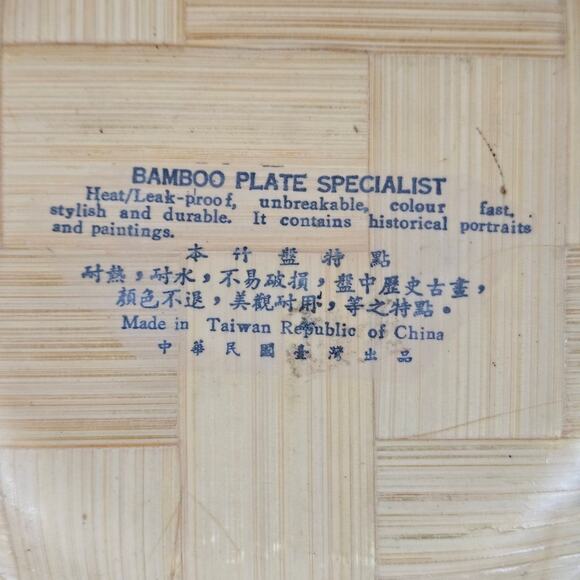 BAMBOO PLATE SPECIALIST
Heat/Leak-proof, unbreakable, colour fast,
stylish and durable. It contains historical portraits
and paintings.
本竹盤特點
耐熱，耐水，不易破損，盤中歷史古畫，
顏色不退，美觀耐用，等之特點。
Made in Taiwan Republic of China
中華民國臺灣出品